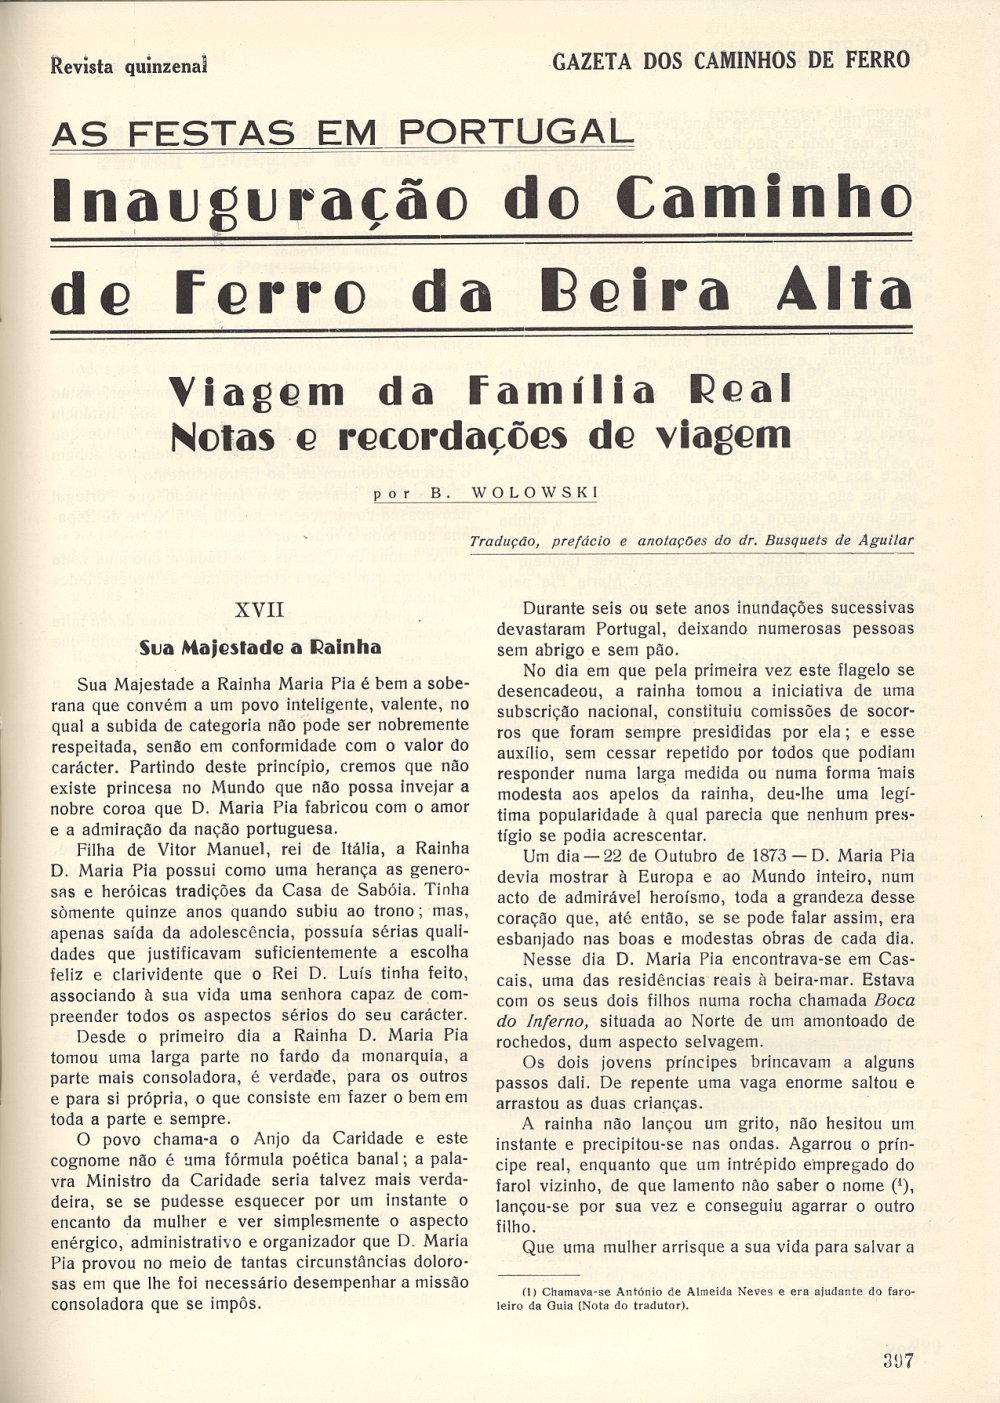 Revista quinzenal
GAZETA DOS CAMINHOS DE FERRO
AS FESTAS EM PORTUGAL
Inauguração do Caminho
de Ferro da Beira Alta
Viagem da Família Real
Notas e recordações de viagem
por B. WOLOWSKI
Tradução, prefácio e anotações do dr. Busquets de Aguilar
XVII
Sua Majestade a Rainha
Sua Majestade a Rainha Maria Pia é bem a sobe-
rana que convém a um povo inteligente, valente, no
qual a subida de categoria não pode ser nobremente
respeitada, senão em conformidade com o valor do
carácter. Partindo deste princípio, cremos que não
existe princesa no Mundo que não possa invejar a
nobre coroa que D. Maria Pia fabricou com o amor
e a admiração da nação portuguesa.
Filha de Vitor Manuel, rei de Itália, a Rainha
D. Maria Pia possui como uma herança as genero-
sas e heróicas tradições da Casa de Sabóia. Tinha
sòmente quinze anos quando subiu ao trono; mas,
apenas saída da adolescência, possuía sérias quali-
dades que justificavam suficientemente a escolha
feliz e clarividente que o Rei D. Luís tinha feito,
associando à sua vida uma senhora capaz de com-
preender todos os aspectos sérios do seu carácter.
Desde o primeiro dia a Rainha D. Maria Pia
tomou uma larga parte no fardo da monarquia, a
parte mais consoladora, é verdade, para os outros
e para si própria, o que consiste em fazer o bem em
toda a parte e sempre.
O povo chama-a o Anjo da Caridade e este
cognome não é uma fórmula poética banal; a pala-
vra Ministro da Caridade seria talvez mais verda-
deira, se se pudesse esquecer por um instante o
encanto da mulher e ver simplesmente o aspecto
enérgico, administrativo e organizador que D. Maria
Pia provou no meio de tantas circunstâncias doloro-
sas em que lhe foi necessário desempenhar a missão
consoladora que se impôs.
Durante seis ou sete anos inundações sucessivas
devastaram Portugal, deixando numerosas pessoas
sem abrigo e sem pão.
No dia em que pela primeira vez este flagelo se
desencadeou, a rainha tomou a iniciativa de uma
subscrição nacional, constituiu comissões de socor-
ros que foram sempre presididas por ela; e esse
auxílio, sem cessar repetido por todos que podiam
responder numa larga medida ou numa forma mais
modesta aos apelos da rainha, deu-lhe uma legí-
tima popularidade à qual parecia que nenhum pres-
tígio se podia acrescentar.
Um dia — 22 de Outubro de 1873 — D. Maria Pia
devia mostrar à Europa e ao Mundo inteiro, num
acto de admirável heroísmo, toda a grandeza desse
coração que, até então, se se pode falar assim, era
esbanjado nas boas e modestas obras de cada dia.
Nesse dia D. Maria Pia encontrava-se em Cas-
cais, uma das residências reais à beira-mar. Estava
com os seus dois filhos numa rocha chamada Boca
do Inferno, situada ao Norte de um amontoado de
rochedos, dum aspecto selvagem.
Os dois jovens príncipes brincavam a alguns
passos dali. De repente uma vaga enorme saltou e
arrastou as duas crianças.
A rainha não lançou um grito, não hesitou um
instante e precipitou-se nas ondas. Agarrou o prín-
cipe real, enquanto que um intrépido empregado do
farol vizinho, de que lamento não saber o nome (¹),
lançou-se por sua vez e conseguiu agarrar o outro
filho.
Que uma mulher arrisque a sua vida para salvar a
(1) Chamava-se António de Almeida Neves e era ajudante do faro-
leiro da Guia (Nota do tradutor).
397